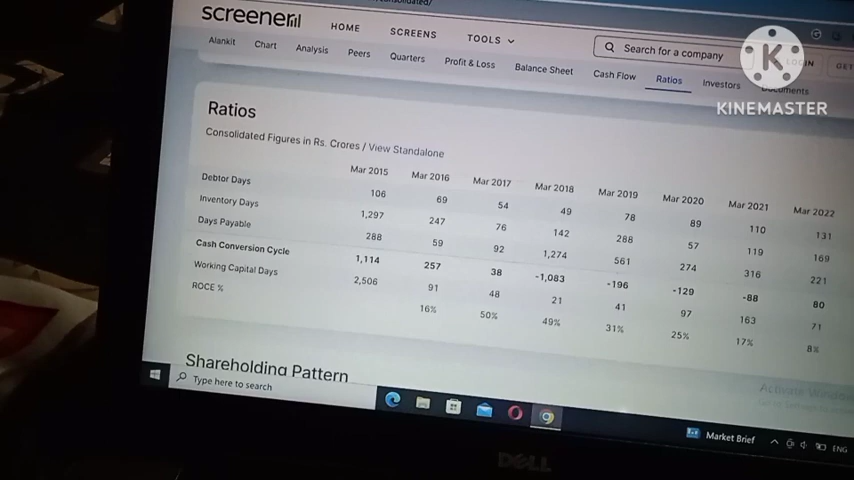 screener
HOME SCREENS TOOLS
Search for a company
Alankit Chart Analysis Peers Quarters Profit & Loss Balance Sheet Cash Flow Ratios Investors Documents
LOGIN GET
KINEMASTER
Ratios
Consolidated Figures in Rs. Crores / View Standalone
Mar 2015 Mar 2016 Mar 2017 Mar 2018 Mar 2019 Mar 2020 Mar 2021 Mar 2022
Debtor Days 106 69 54 49 78 89 110 131
Inventory Days 1,297 247 76 142 288 57 119 169
Days Payable 288 59 92 1,274 561 274 316 221
Cash Conversion Cycle 1,114 257 38 -1,083 -196 -129 -88 80
Working Capital Days 2,506 91 48 21 41 97 163 71
ROCE % 16% 50% 49% 31% 25% 17% 8%
Shareholding Pattern
Activate Windows
Type here to search
Market Brief ENG
DELL